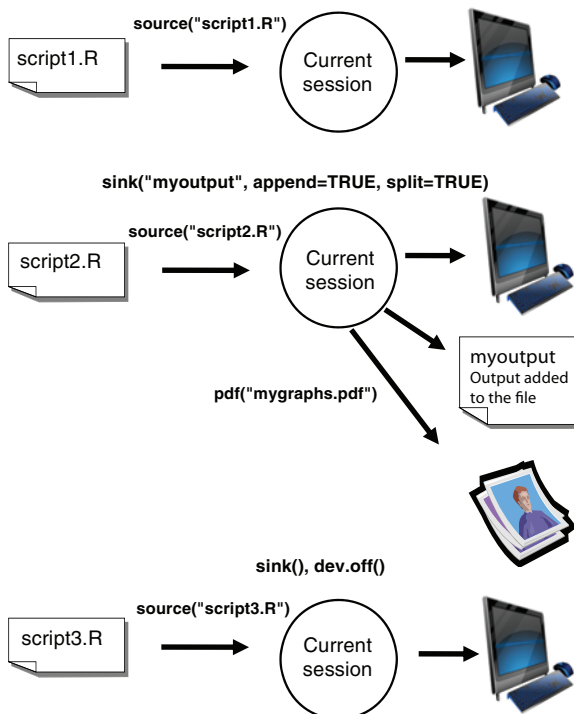 source("script1.R")
script1.R
Current
session
sink("myoutput", append=TRUE, split=TRUE)
source("script2.R")
script2.R
Current
session
myoutput
Output added
to the file
pdf("mygraphs.pdf")
sink(), dev.off()
source("script3.R")
script3.R
Current
session